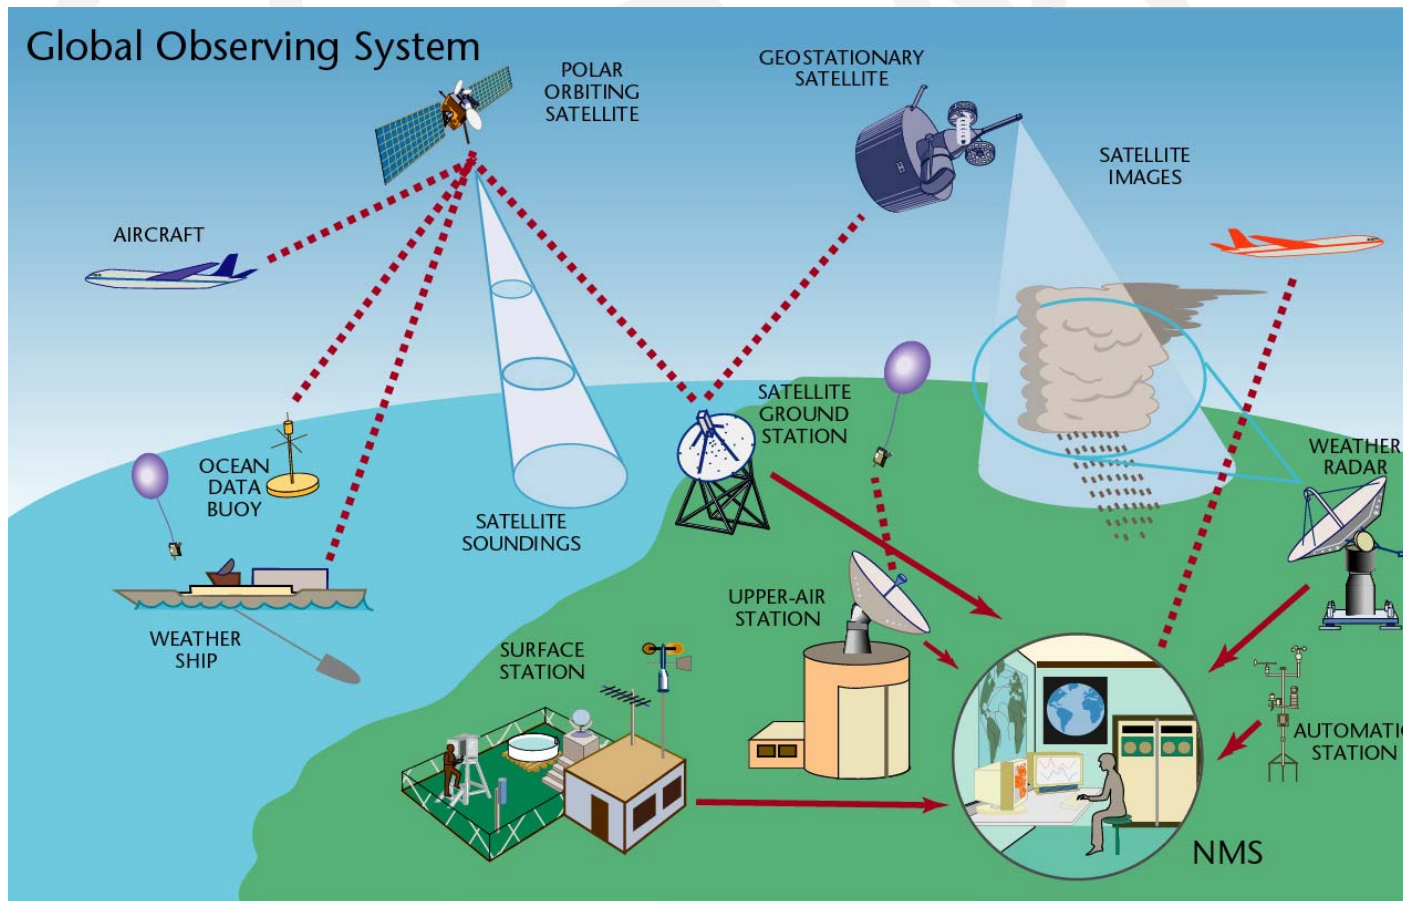 Global Observing System
POLAR
ORBITING
SATELLITE
GEOSTATIONARY
SATELLITE
SATELLITE
IMAGES
AIRCRAFT
SATELLITE
GROUND
STATION
WEATHER
RADAR
OCEAN
DATA
BUOY
SATELLITE
SOUNDINGS
UPPER-AIR
STATION
WEATHER
SHIP
SURFACE
STATION
AUTOMATIC
STATION
NMS